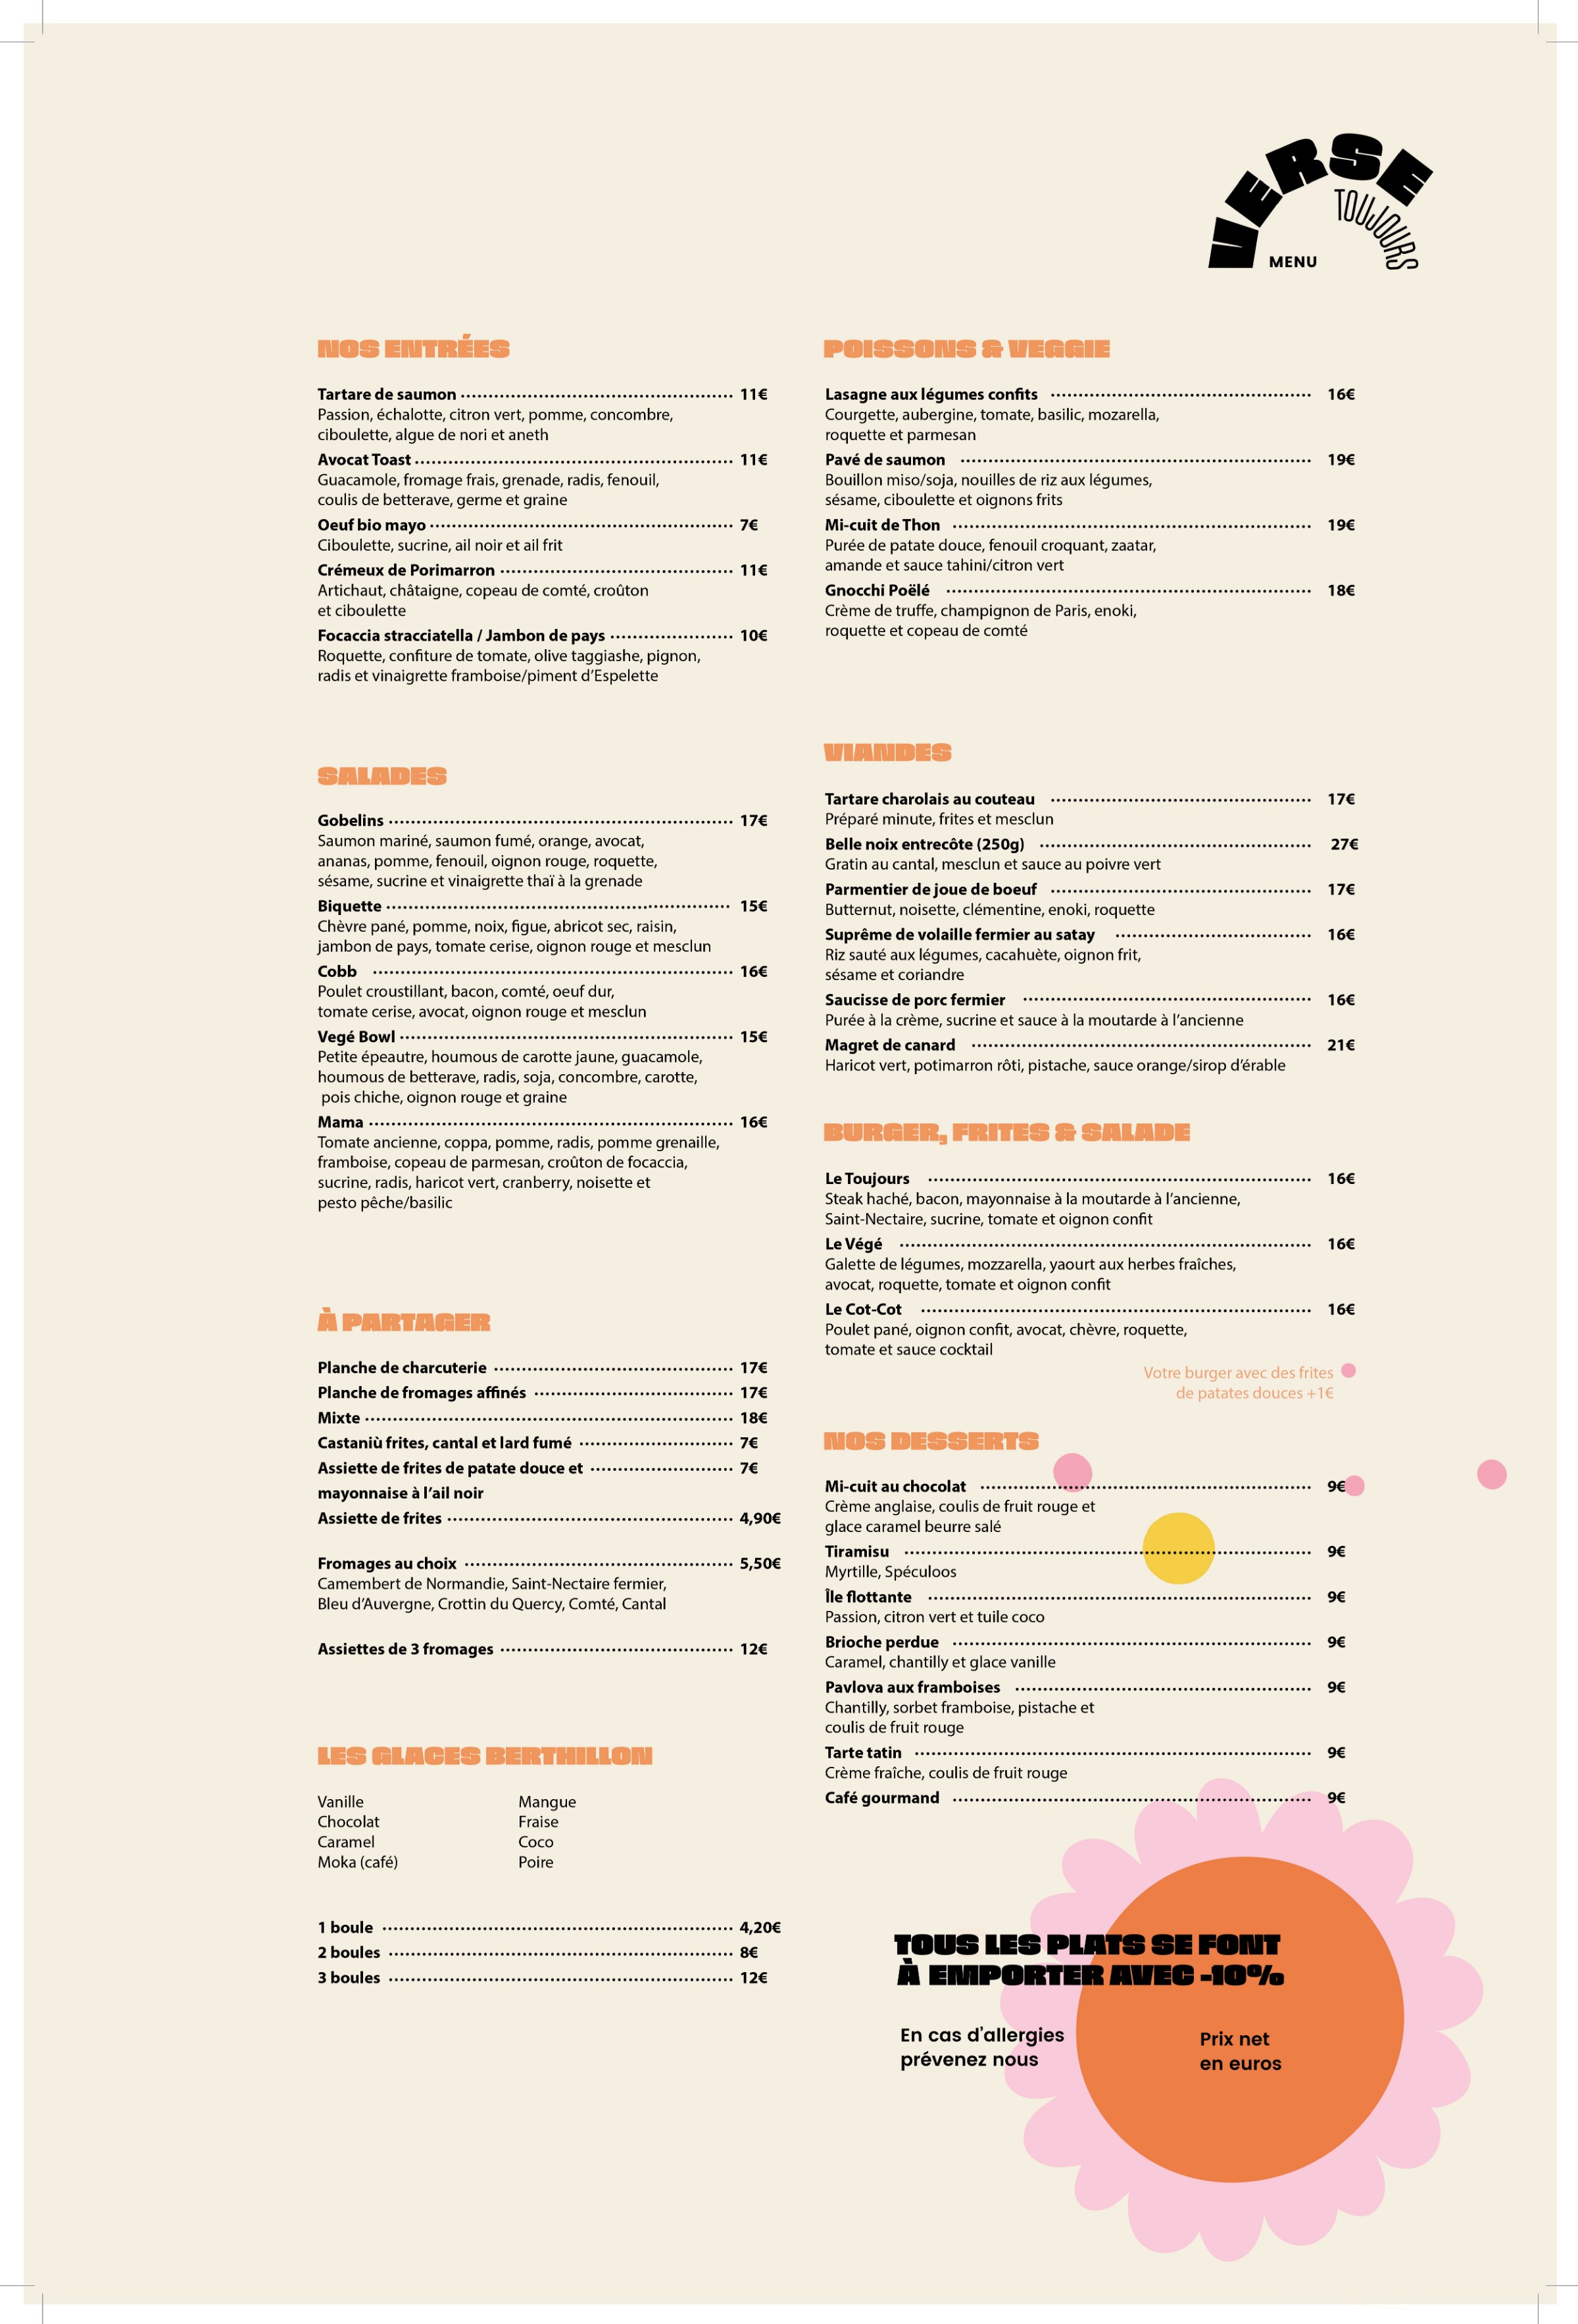 VERSE
TOUJOURS
MENU
NOS ENTRÉES
Tartare de saumon 11€
Passion, échalotte, citron vert, pomme, concombre,
ciboulette, algue de nori et aneth
Avocat Toast 11€
Guacamole, fromage frais, grenade, radis, fenouil,
coulis de betterave, germe et graine
Oeuf bio mayo 7€
Ciboulette, sucrine, ail noir et ail frit
Crémeux de Porimarron 11€
Artichaut, châtaigne, copeau de comté, croûton
et ciboulette
Focaccia stracciatella / Jambon de pays 10€
Roquette, confiture de tomate, olive taggiashe, pignon,
radis et vinaigrette framboise/piment d'Espelette
SALADES
Gobelins 17€
Saumon mariné, saumon fumé, orange, avocat,
ananas, pomme, fenouil, oignon rouge, roquette,
sésame, sucrine et vinaigrette thaï à la grenade
Biquette 15€
Chèvre pané, pomme, noix, figue, abricot sec, raisin,
jambon de pays, tomate cerise, oignon rouge et mesclun
Cobb 16€
Poulet croustillant, bacon, comté, oeuf dur,
tomate cerise, avocat, oignon rouge et mesclun
Vegé Bowl 15€
Petite épeautre, houmous de carotte jaune, guacamole,
houmous de betterave, radis, soja, concombre, carotte,
pois chiche, oignon rouge et graine
Mama 16€
Tomate ancienne, coppa, pomme, radis, pomme grenaille,
framboise, copeau de parmesan, croûton de focaccia,
sucrine, radis, haricot vert, cranberry, noisette et
pesto pêche/basilic
À PARTAGER
Planche de charcuterie 17€
Planche de fromages affinés 17€
Mixte 18€
Castaniù frites, cantal et lard fumé 7€
Assiette de frites de patate douce et 7€
mayonnaise à l'ail noir
Assiette de frites 4,90€
Fromages au choix 5,50€
Camembert de Normandie, Saint-Nectaire fermier,
Bleu d'Auvergne, Crottin du Quercy, Comté, Cantal
Assiettes de 3 fromages 12€
LES GLACES BERTHILLON
Vanille Mangue
Chocolat Fraise
Caramel Coco
Moka (café) Poire
1 boule 4,20€
2 boules 8€
3 boules 12€
POISSONS & VEGGIE
Lasagne aux légumes confits 16€
Courgette, aubergine, tomate, basilic, mozarella,
roquette et parmesan
Pavé de saumon 19€
Bouillon miso/soja, nouilles de riz aux légumes,
sésame, ciboulette et oignons frits
Mi-cuit de Thon 19€
Purée de patate douce, fenouil croquant, zaatar,
amande et sauce tahini/citron vert
Gnocchi Poëlé 18€
Crème de truffe, champignon de Paris, enoki,
roquette et copeau de comté
VIANDES
Tartare charolais au couteau 17€
Préparé minute, frites et mesclun
Belle noix entrecôte (250g) 27€
Gratin au cantal, mesclun et sauce au poivre vert
Parmentier de joue de boeuf 17€
Butternut, noisette, clémentine, enoki, roquette
Suprême de volaille fermier au satay 16€
Riz sauté aux légumes, cacahuète, oignon frit,
sésame et coriandre
Saucisse de porc fermier 16€
Purée à la crème, sucrine et sauce à la moutarde à l'ancienne
Magret de canard 21€
Haricot vert, potimarron rôti, pistache, sauce orange/sirop d'érable
BURGER, FRITES & SALADE
Le Toujours 16€
Steak haché, bacon, mayonnaise à la moutarde à l'ancienne,
Saint-Nectaire, sucrine, tomate et oignon confit
Le Végé 16€
Galette de légumes, mozzarella, yaourt aux herbes fraîches,
avocat, roquette, tomate et oignon confit
Le Cot-Cot 16€
Poulet pané, oignon confit, avocat, chèvre, roquette,
tomate et sauce cocktail
Votre burger avec des frites
de patates douces +1€
NOS DESSERTS
Mi-cuit au chocolat 9€
Crème anglaise, coulis de fruit rouge et
glace caramel beurre salé
Tiramisu 9€
Myrtille, Spéculoos
Île flottante 9€
Passion, citron vert et tuile coco
Brioche perdue 9€
Caramel, chantilly et glace vanille
Pavlova aux framboises 9€
Chantilly, sorbet framboise, pistache et
coulis de fruit rouge
Tarte tatin 9€
Crème fraîche, coulis de fruit rouge
Café gourmand 9€
TOUS LES PLATS SE FONT
À EMPORTER AVEC -10%
En cas d'allergies
prévenez nous
Prix net
en euros